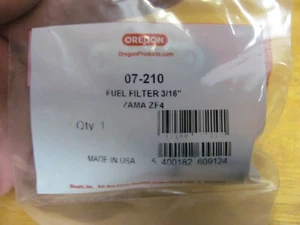 OREGON
OregonProducts.com
07-210
FUEL FILTER 3/16"
ZAMA ZF4
Qty 1
MADE IN USA
5 400182 609124